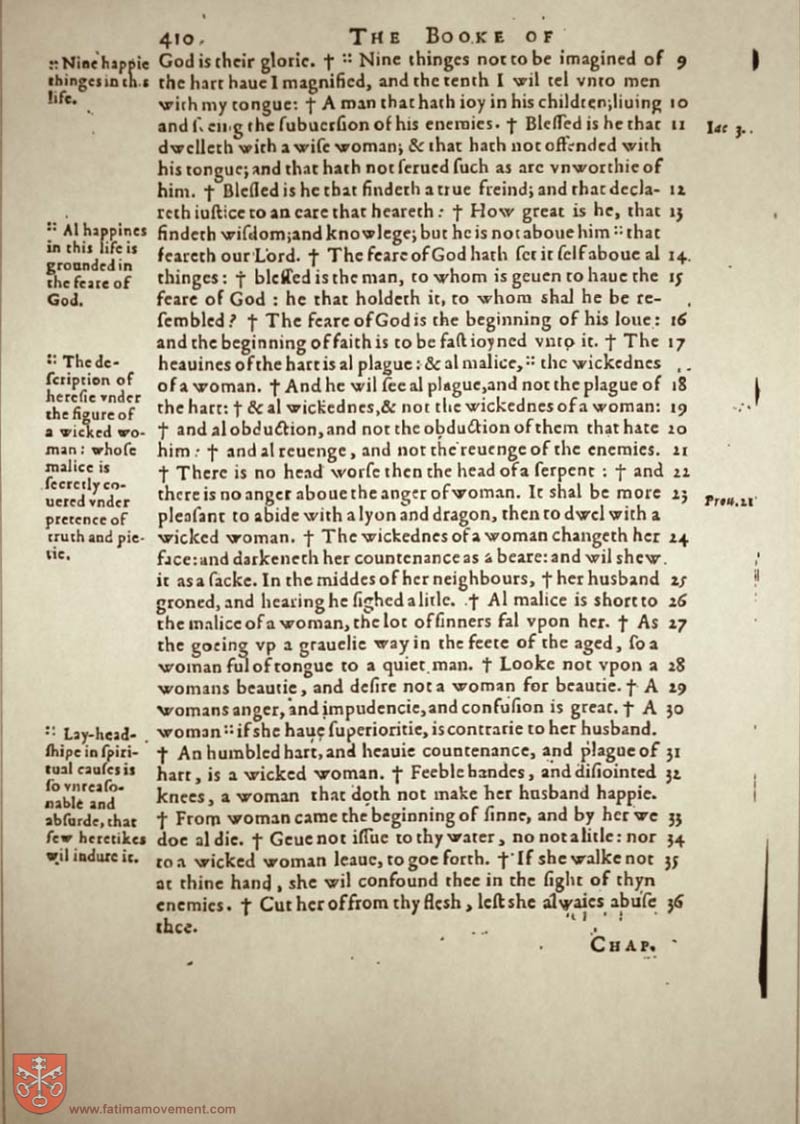 410.
THE BOOKE OF
:: Nine happie
thinges in this
life.
:: Al happines
in this life is
grounded in
the feare of
God.
:: The de-
ſcription of
hereſie vnder
the figure of
a wicked wo-
man: whoſe
malice is
ſecretly co-
uered vnder
pretence of
truth and pie-
tie.
:: Lay-head-
ſhipe in ſpiri-
tual cauſes is
ſo vnreaſo-
nable and
abſurde, that
few heretikes
wil indure it.
God is their glorie. † :: Nine thinges not to be imagined of 9
the hart haue I magnified, and the tenth I wil tel vnto men
with my tongue: † A man that hath ioy in his children; liuing 10
and the ſubuerſion of his enemies. † Bleſſed is he that 11
dwelleth with a wiſe woman; & that hath not offended with
his tongue; and that hath not ſerued ſuch as are vnworthie of
him. † Bleſſed is he that findeth a true freind; and that decla- 12
reth iuſtice to an eare that heareth: † How great is he, that 13
findeth wiſdom; and knowlege; but he is not aboue him :: that
feareth our Lord. † The feare of God hath ſet it ſelf aboue al 14.
thinges: † bleſſed is the man, to whom is geuen to haue the 15
feare of God: he that holdeth it, to whom shal he be re-
ſembled? † The feare of God is the beginning of his loue: 16
and the beginning of faith is to be faſt ioyned vnto it. † The 17
heauines of the hart is al plague: & al malice, :: the wickednes
of a woman. † And he wil ſee al plague, and not the plague of 18
the hart: † & al wickednes, & not the wickednes of a woman: 19
† and al obduction, and not the obduction of them that hate 20
him: † and al reuenge, and not the reuenge of the enemies. 21
† There is no head worſe then the head of a ſerpent: † and 22
there is no anger aboue the anger of woman. It shal be more 23
pleaſant to abide with a lyon and dragon, then to dwel with a
wicked woman. † The wickednes of a woman changeth her 24
face: and darkeneth her countenance as a beare: and wil shew
it as a ſacke. In the middes of her neighbours, † her husband 25
groned, and hearing he ſighed a litle. † Al malice is short to 26
the malice of a woman, the lot of ſinners fal vpon her. † As 27
the goeing vp a grauelie way in the feete of the aged, ſo a
woman ful of tongue to a quiet man. † Looke not vpon a 28
womans beautie, and deſire not a woman for beautie. † A 29
womans anger, and impudencie, and confuſion is great. † A 30
woman :: if she haue ſuperioritie, is contrarie to her husband.
† An humbled hart, and heauie countenance, and plague of 31
hart, is a wicked woman. † Feeble handes, and diſiointed 32
knees, a woman that doth not make her husband happie.
† From woman came the beginning of ſinne, and by her we 33
doe al die. † Geue not iſſue to thy water, no not a litle: nor 34
to a wicked woman leaue, to goe forth. † If she walke not 35
at thine hand, she wil confound thee in the ſight of thyn
enemies. † Cut her of from thy flesh, leſt she alwaies abuſe 36
thee.
CHAP.
Iac 3.
Prou. 21
www.fatimamovement.com